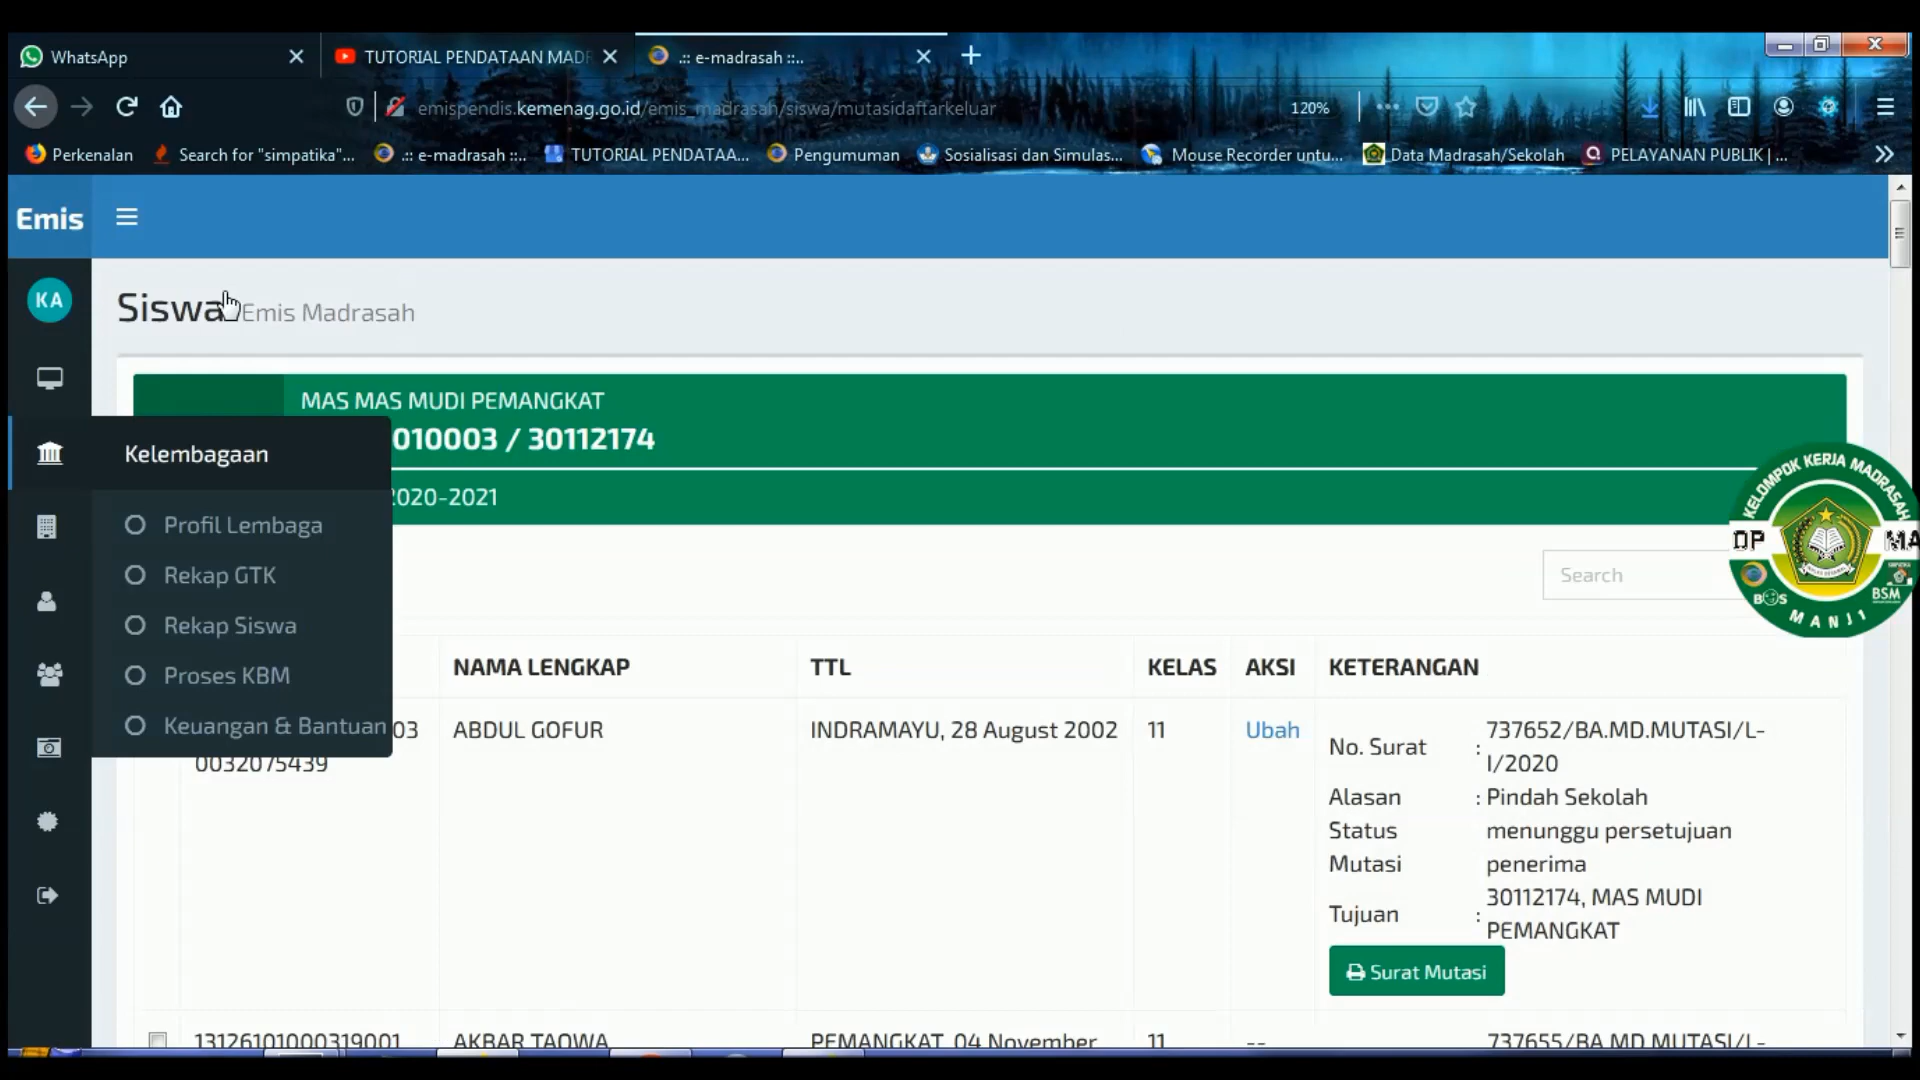 WhatsApp
TUTORIAL PENDATAAN MADR
.:: e-madrasah ::..
emispendis.kemenag.go.id/emis_madrasah/siswa/mutasidaftarkeluar
120%
Perkenalan
Search for "simpatika"...
.:: e-madrasah ::...
TUTORIAL PENDATAA...
Pengumuman
Sosialisasi dan Simulas...
Mouse Recorder untu...
Data Madrasah/Sekolah
PELAYANAN PUBLIK | ...
Emis
KA
Siswa Emis Madrasah
MAS MAS MUDI PEMANGKAT
010003 / 30112174
2020-2021
Kelembagaan
Profil Lembaga
Rekap GTK
Rekap Siswa
Proses KBM
Keuangan & Bantuan
Search
KELOMPOK KERJA MADRASAH
OP MA
BOS
BSM
MAN 1
NAMA LENGKAP TTL KELAS AKSI KETERANGAN
03 ABDUL GOFUR INDRAMAYU, 28 August 2002 11 Ubah
0032075439
No. Surat : 737652/BA.MD.MUTASI/L-
I/2020
Alasan : Pindah Sekolah
Status menunggu persetujuan
Mutasi penerima
Tujuan : 30112174, MAS MUDI
PEMANGKAT
Surat Mutasi
131261010003190​01 AKBAR TAQWA PEMANGKAT, 04 November 11 -- 737655/BA.MD.MUTASI/L-